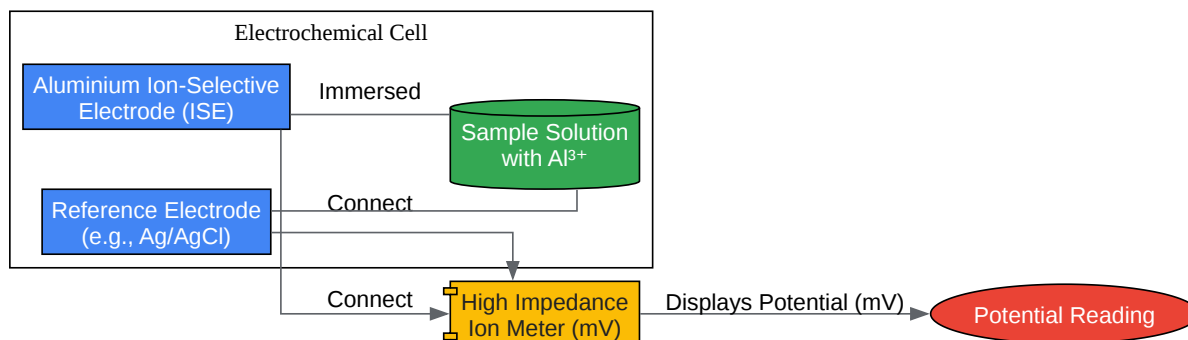 Electrochemical Cell
Aluminium Ion-Selective
Electrode (ISE)
Immersed
Sample Solution
with Al³⁺
Reference Electrode
(e.g., Ag/AgCl)
Connect
Connect
High Impedance
Ion Meter (mV)
Displays Potential (mV)
Potential Reading